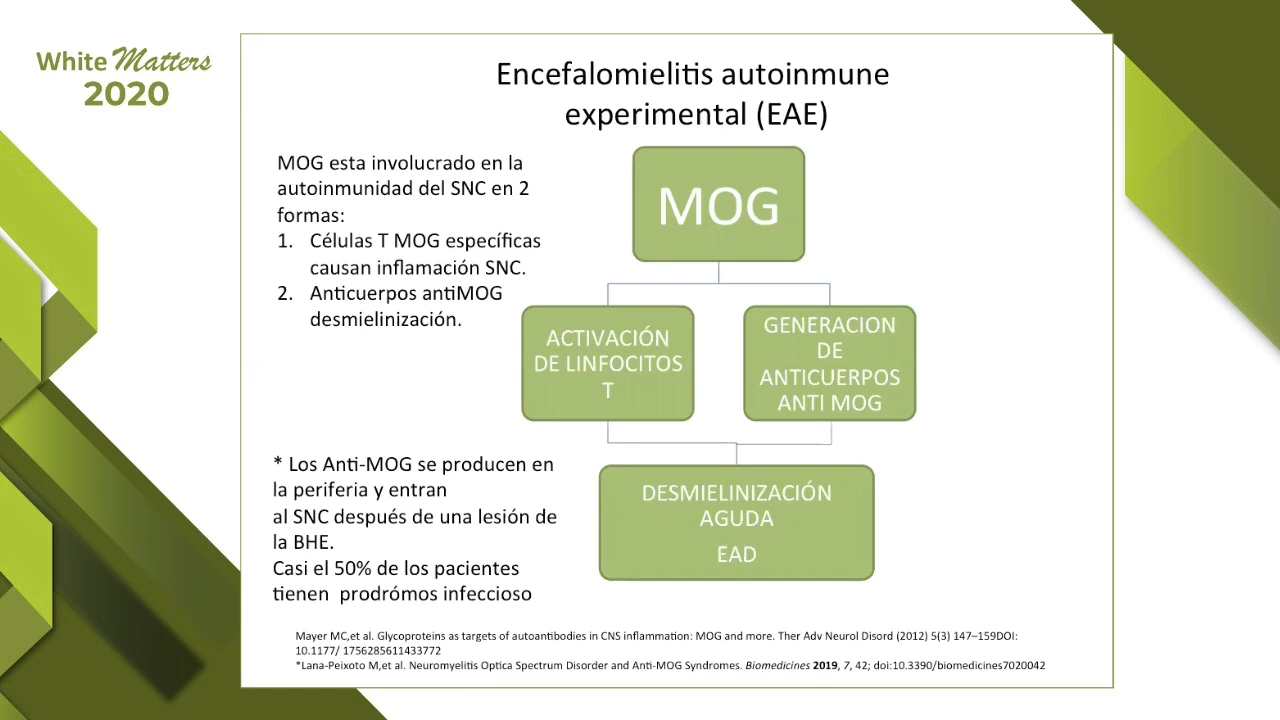 White Matters
2020
Encefalomielitis autoinmune
experimental (EAE)
MOG esta involucrado en la
autoinmunidad del SNC en 2
formas:
1. Células T MOG específicas
causan inflamación SNC.
2. Anticuerpos antiMOG
desmielinización.
MOG
ACTIVACIÓN
DE LINFOCITOS
T
GENERACION
DE
ANTICUERPOS
ANTI MOG
DESMIELINIZACIÓN
AGUDA
EAD
* Los Anti-MOG se producen en
la periferia y entran
al SNC después de una lesión de
la BHE.
Casi el 50% de los pacientes
tienen prodrómos infeccioso
Mayer MC,et al. Glycoproteins as targets of autoantibodies in CNS inflammation: MOG and more. Ther Adv Neurol Disord (2012) 5(3) 147–159DOI:
10.1177/ 1756285611433772
*Lana-Peixoto M,et al. Neuromyelitis Optica Spectrum Disorder and Anti-MOG Syndromes. Biomedicines 2019, 7, 42; doi:10.3390/biomedicines7020042